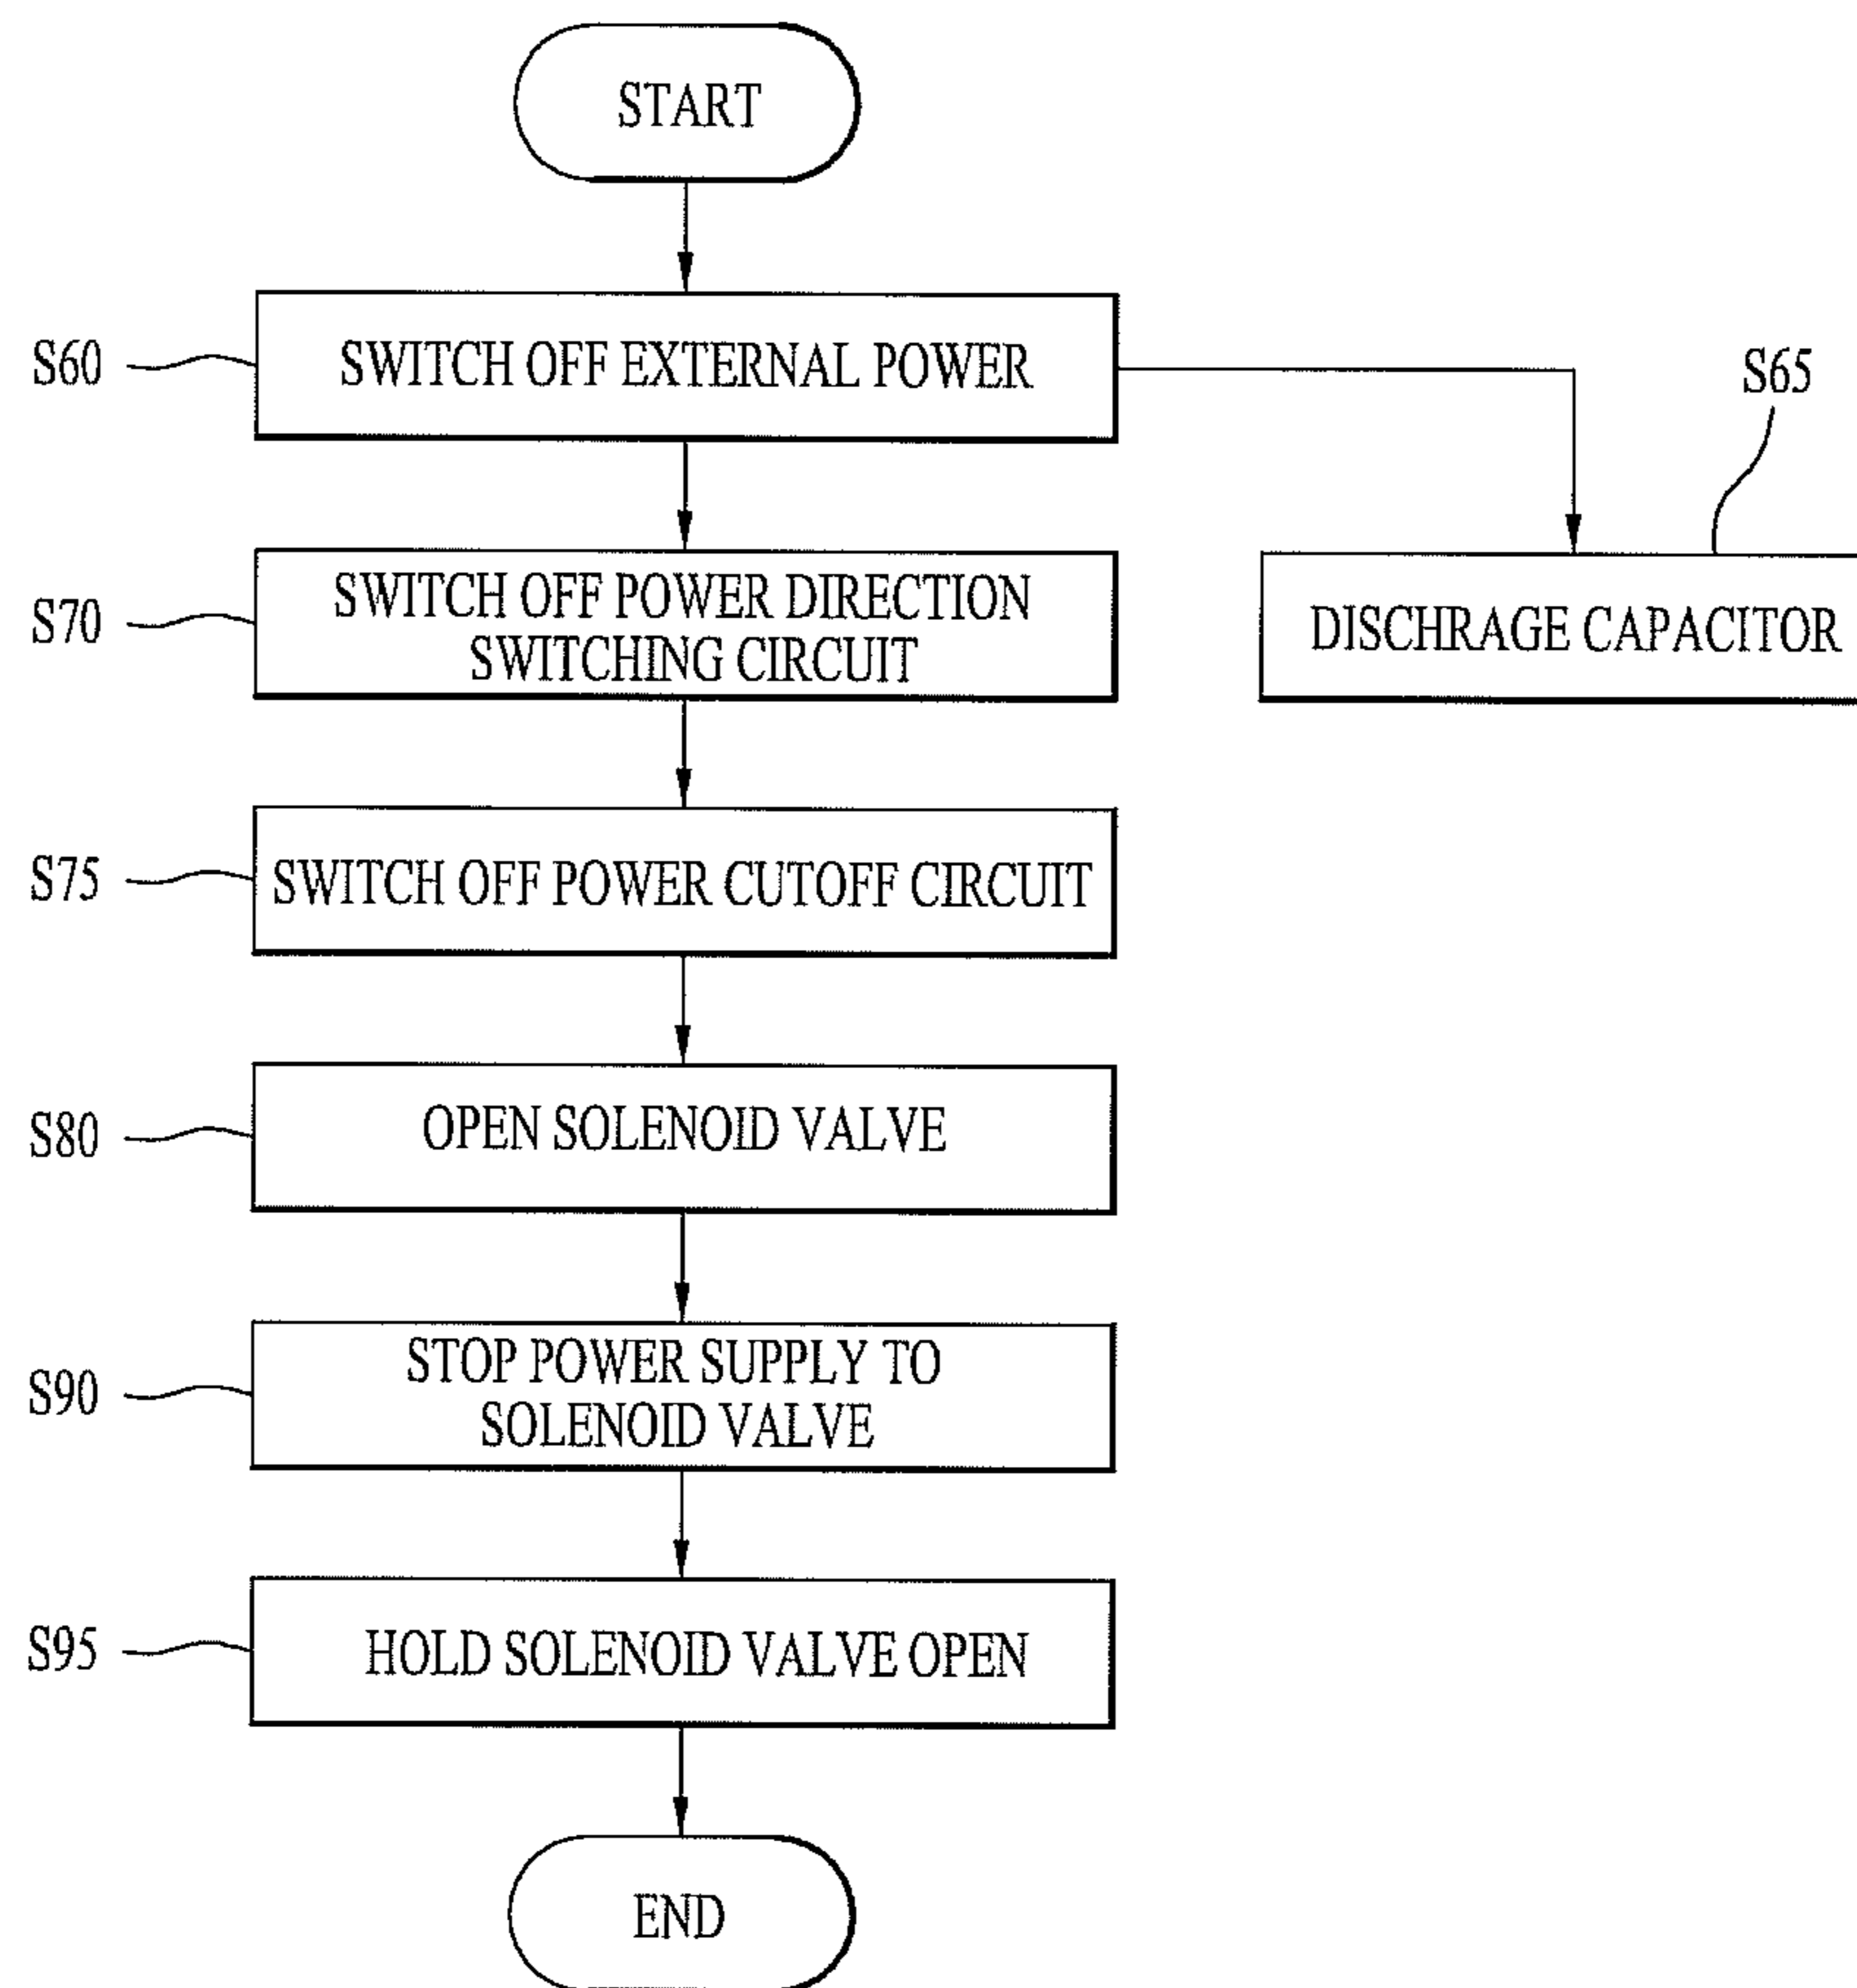 START
S60
SWITCH OFF EXTERNAL POWER
S65
S70
SWITCH OFF POWER DIRECTION
SWITCHING CIRCUIT
DISCHRAGE CAPACITOR
S75
SWITCH OFF POWER CUTOFF CIRCUIT
S80
OPEN SOLENOID VALVE
S90
STOP POWER SUPPLY TO
SOLENOID VALVE
S95
HOLD SOLENOID VALVE OPEN
END